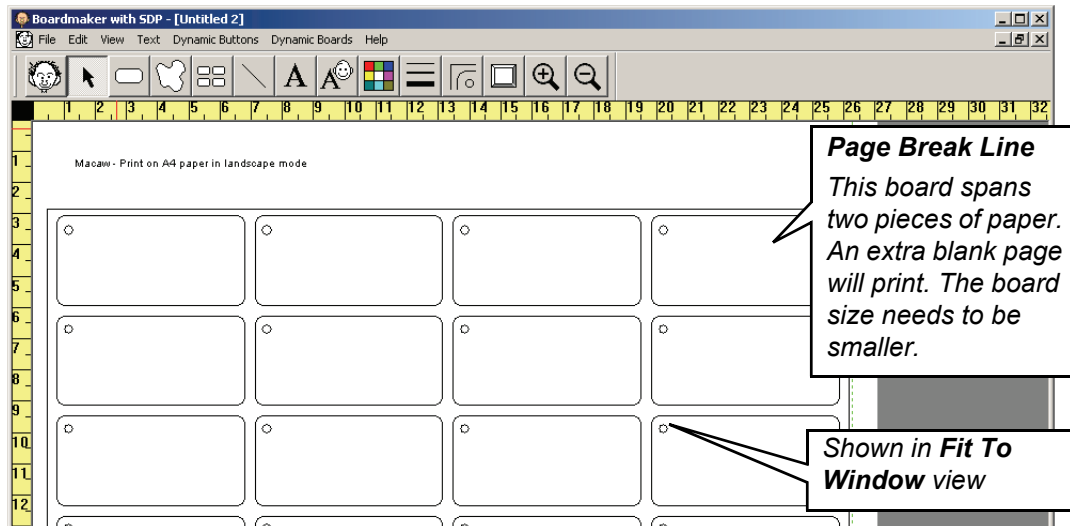 Boardmaker with SDP - [Untitled 2]
File Edit View Text Dynamic Buttons Dynamic Boards Help
A A
1 2 3 4 5 6 7 8 9 10 11 12 13 14 15 16 17 18 19 20 21 22 23 24 25 26 27 28 29 30 31 32
Macaw - Print on A4 paper in landscape mode
Page Break Line
This board spans
two pieces of paper.
An extra blank page
will print. The board
size needs to be
smaller.
Shown in Fit To
Window view
1
2
3
4
5
6
7
8
9
10
11
12